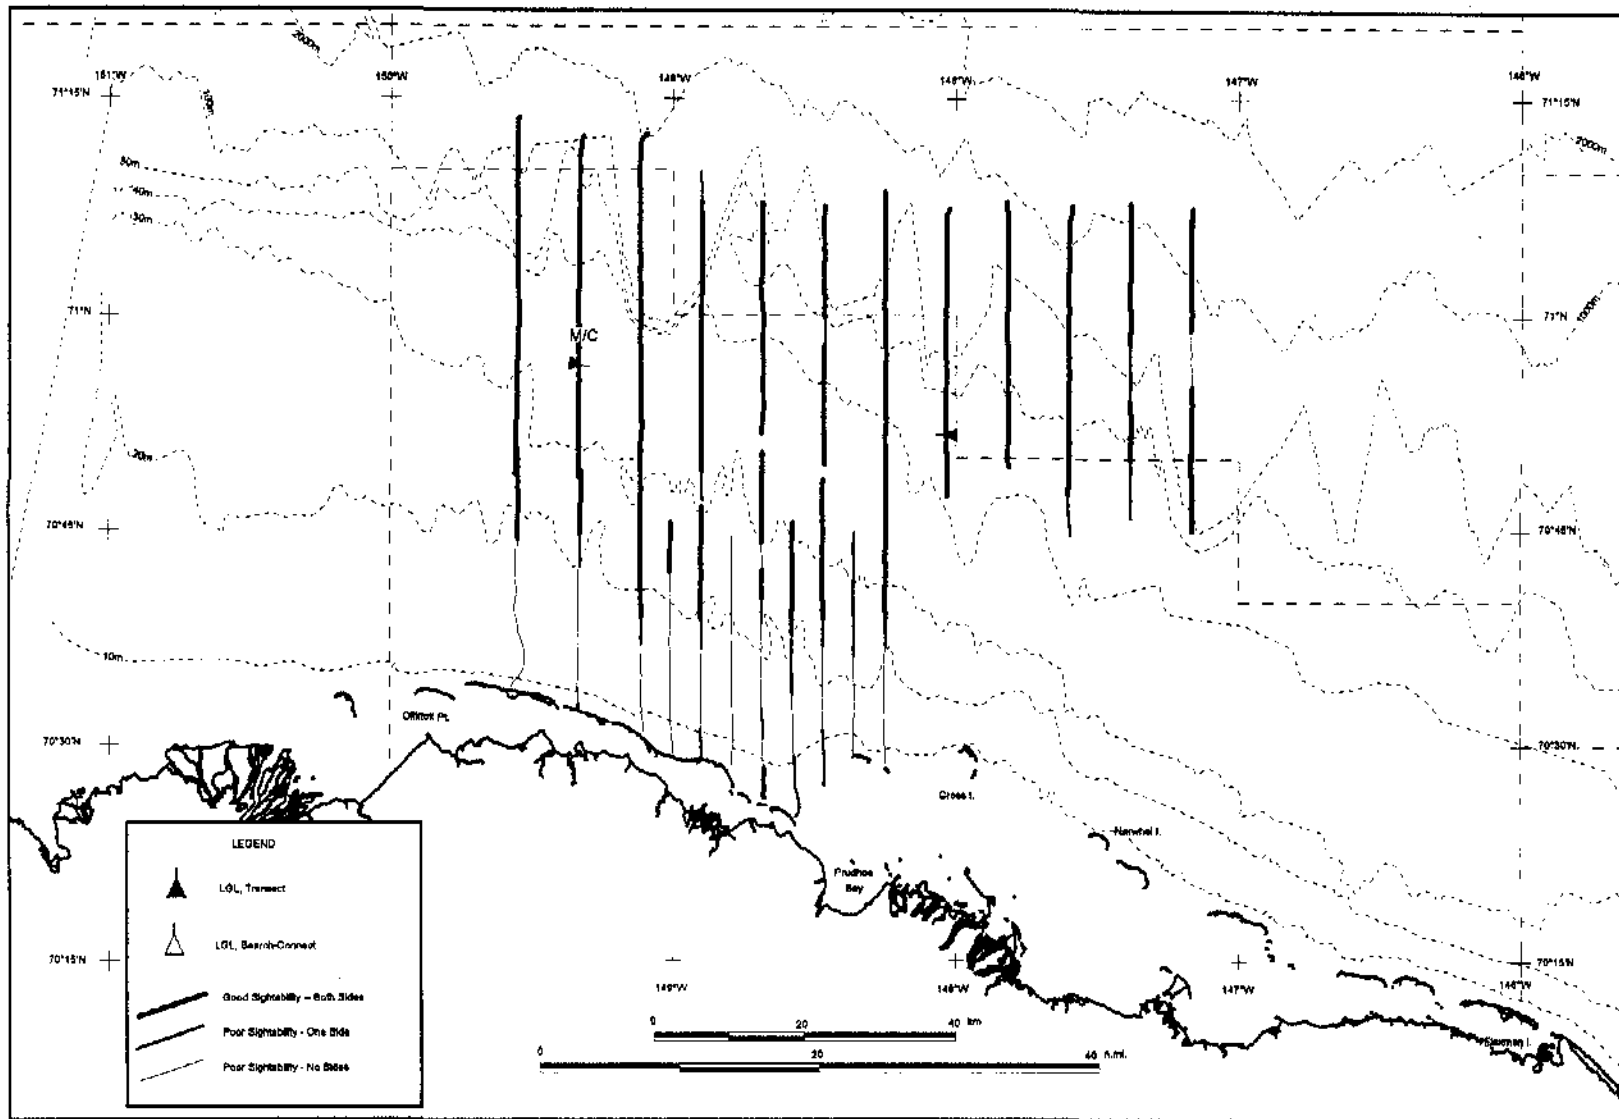 2000m
151°W
150°W
149°W
148°W
147°W
146°W
71°15'N
71°15'N
100m
2000m
50m
40m
30m
1000m
71°N
71°N
M/C
20m
70°45'N
70°45'N
10m
Oliktok Pt.
70°30'N
70°30'N
Cross I.
Narwhal I.
LEGEND
LGL, Transect
LGL, Search-Connect
Good Sightability – Both Sides
Poor Sightability - One Side
Poor Sightability - No Sides
Prudhoe
Bay
70°15'N
70°15'N
149°W
148°W
147°W
146°W
0 20 40 km
0 20 40 n.mi.